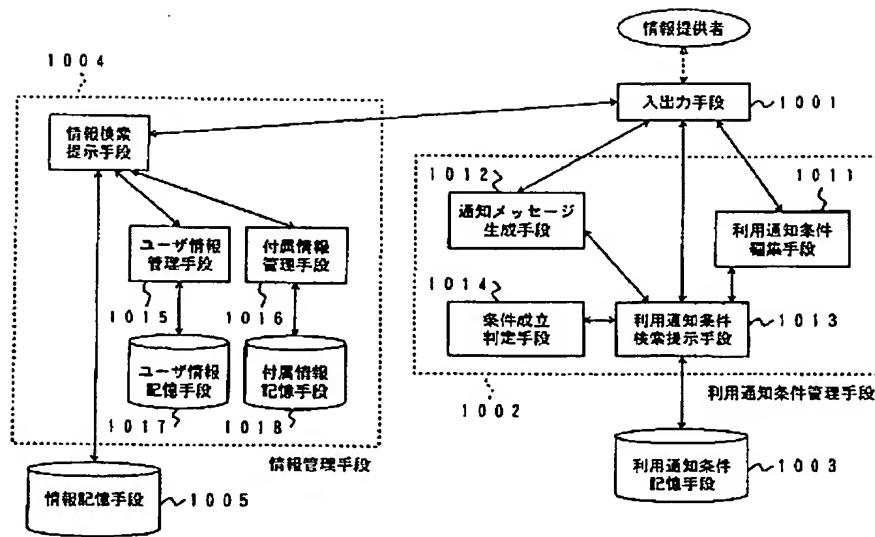 情報提供者
1004
入出力手段
1001
情報検索
提示手段
1012
1011
通知メッセージ
生成手段
利用通知条件
編集手段
ユーザ情報
管理手段
付属情報
管理手段
1014
1015
1016
条件成立
判定手段
利用通知条件
検索提示手段
1013
ユーザ情報
記憶手段
付属情報
記憶手段
1017
1018
1002
利用通知条件管理手段
情報管理手段
情報記憶手段
1005
利用通知条件
記憶手段
1003